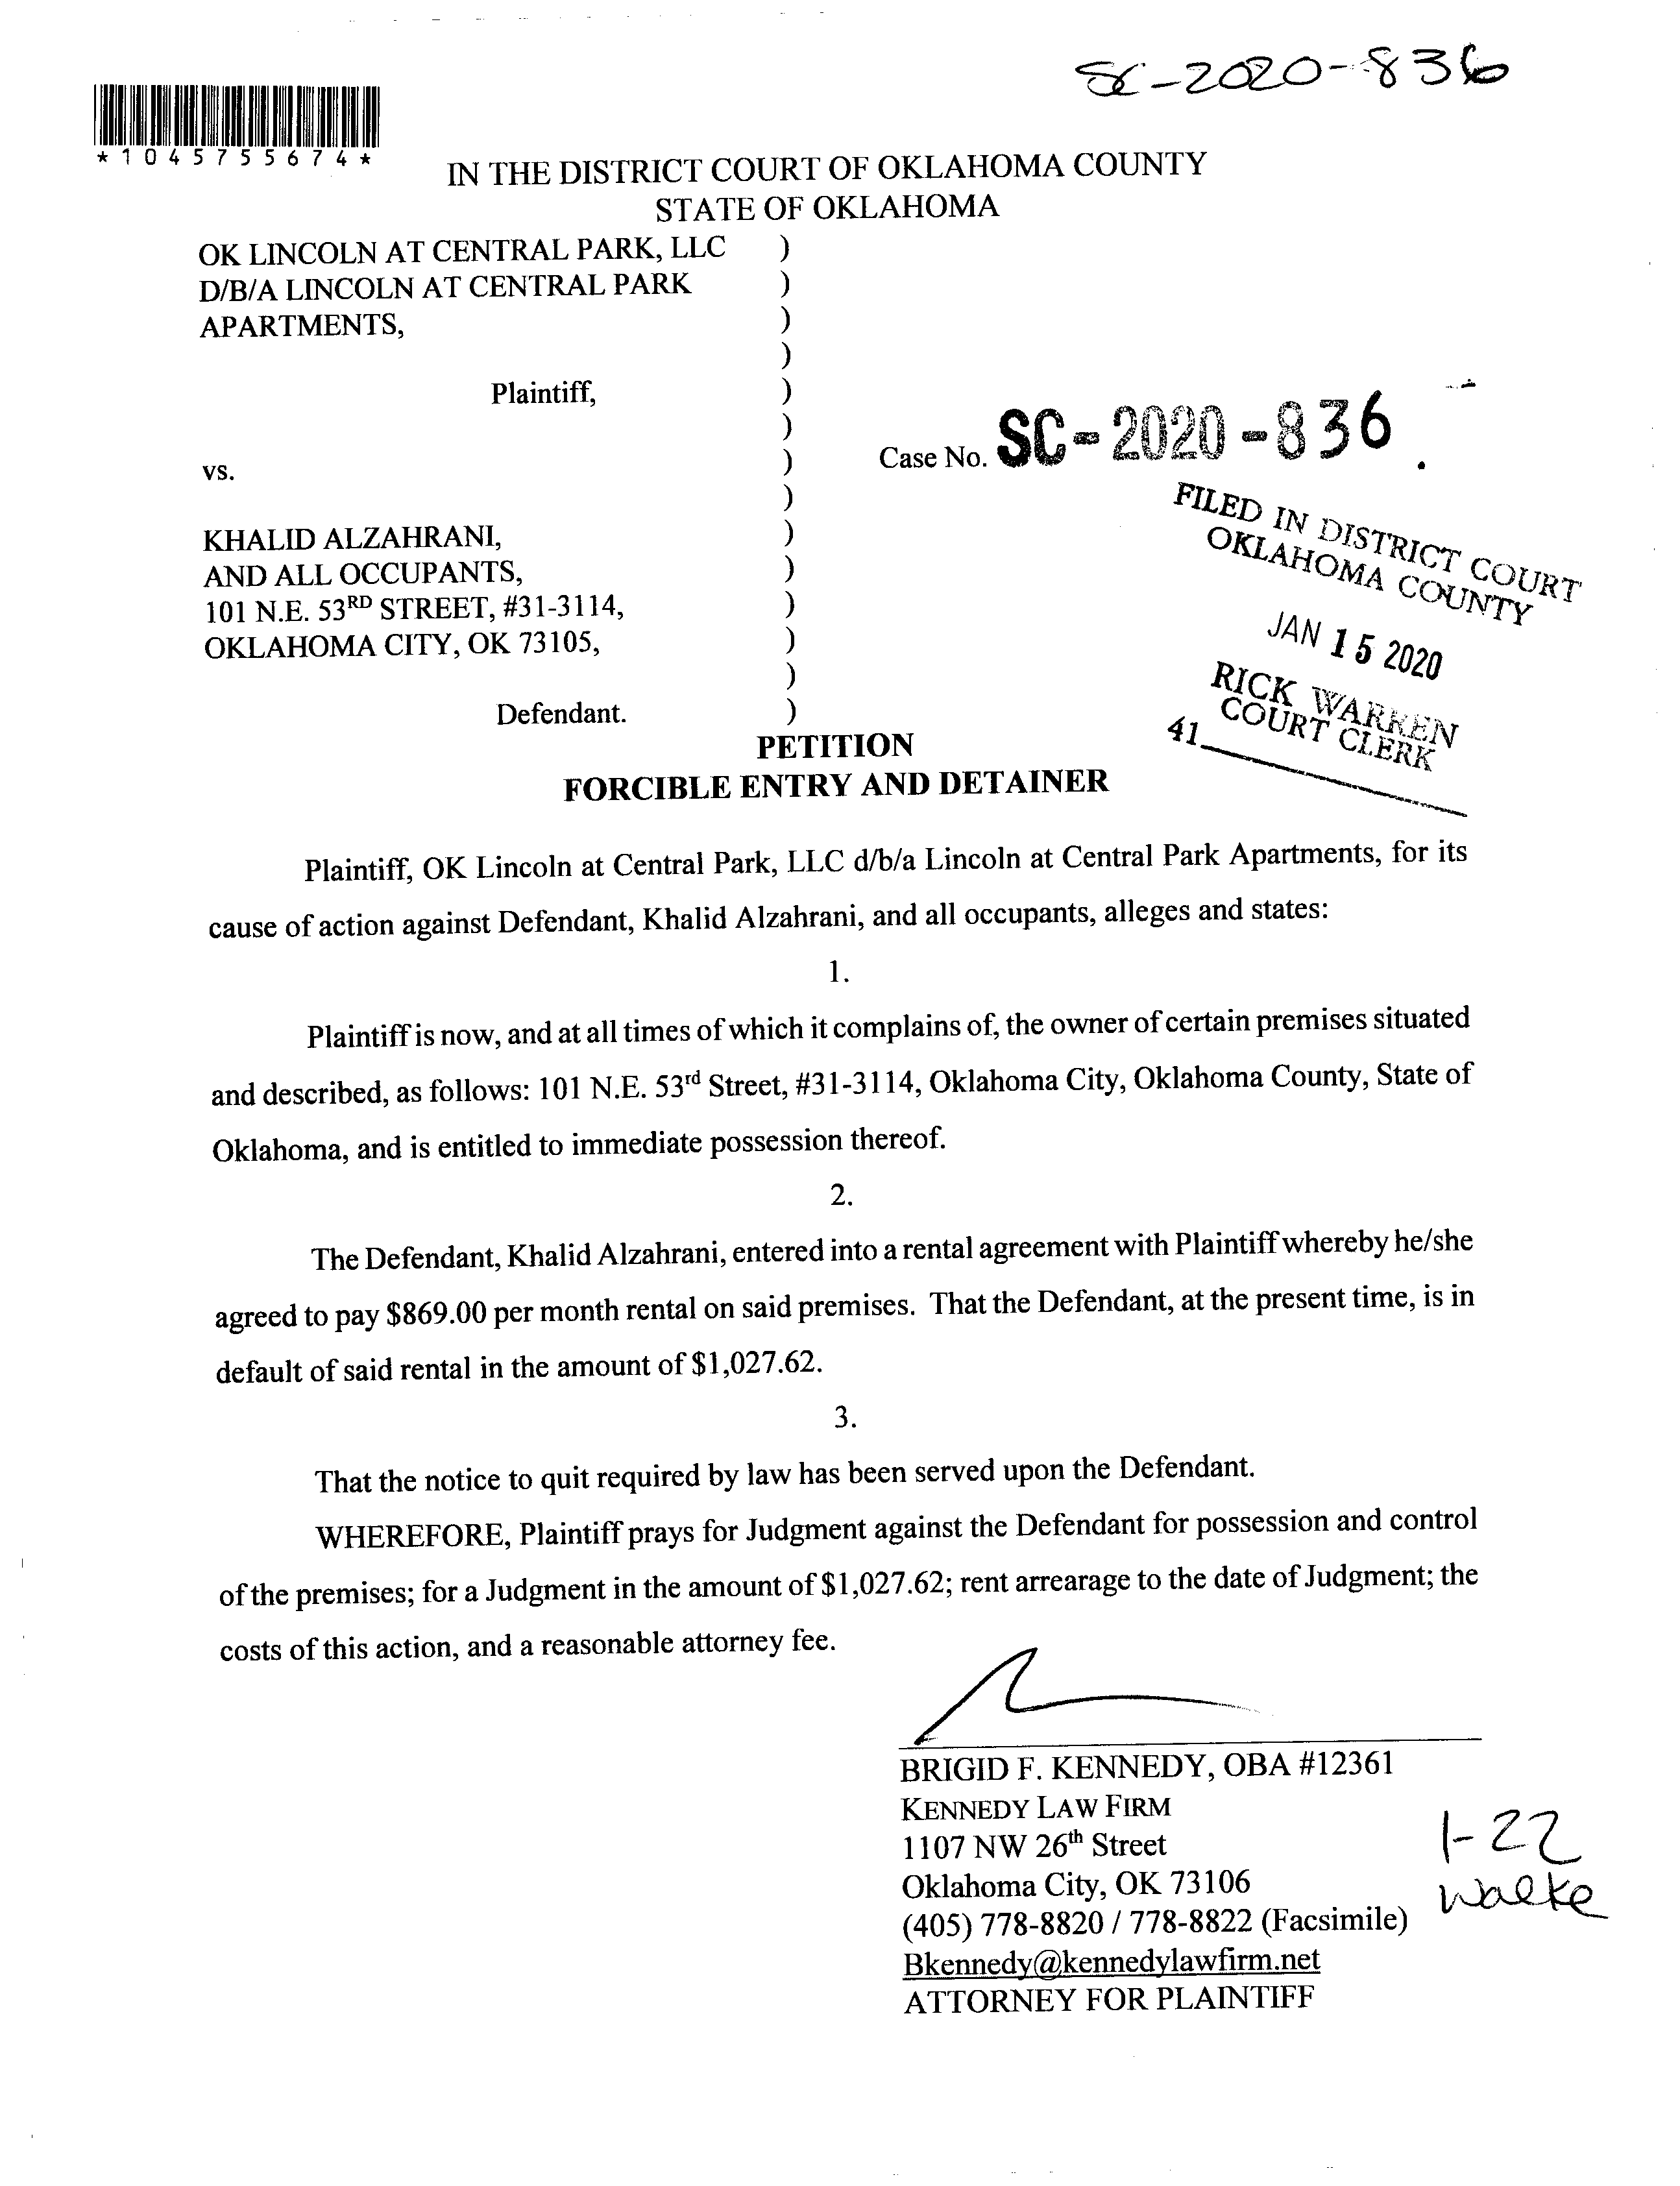 SC-2020-836
*1045755674*
IN THE DISTRICT COURT OF OKLAHOMA COUNTY
STATE OF OKLAHOMA
OK LINCOLN AT CENTRAL PARK, LLC )
D/B/A LINCOLN AT CENTRAL PARK )
APARTMENTS, )
)
Plaintiff, )
)
vs. )
)
KHALID ALZAHRANI, )
AND ALL OCCUPANTS, )
101 N.E. 53RD STREET, #31-3114, )
OKLAHOMA CITY, OK 73105, )
)
Defendant. )
Case No. SC-2020-836.
FILED IN DISTRICT COURT
OKLAHOMA COUNTY
JAN 15 2020
RICK WARREN
COURT CLERK
41
PETITION
FORCIBLE ENTRY AND DETAINER
Plaintiff, OK Lincoln at Central Park, LLC d/b/a Lincoln at Central Park Apartments, for its
cause of action against Defendant, Khalid Alzahrani, and all occupants, alleges and states:
1.
Plaintiff is now, and at all times of which it complains of, the owner of certain premises situated
and described, as follows: 101 N.E. 53rd Street, #31-3114, Oklahoma City, Oklahoma County, State of
Oklahoma, and is entitled to immediate possession thereof.
2.
The Defendant, Khalid Alzahrani, entered into a rental agreement with Plaintiff whereby he/she
agreed to pay $869.00 per month rental on said premises. That the Defendant, at the present time, is in
default of said rental in the amount of $1,027.62.
3.
That the notice to quit required by law has been served upon the Defendant.
WHEREFORE, Plaintiff prays for Judgment against the Defendant for possession and control
of the premises; for a Judgment in the amount of $1,027.62; rent arrearage to the date of Judgment; the
costs of this action, and a reasonable attorney fee.
BRIGID F. KENNEDY, OBA #12361
KENNEDY LAW FIRM
1107 NW 26th Street
Oklahoma City, OK 73106
(405) 778-8820 / 778-8822 (Facsimile)
Bkennedy@kennedylawfirm.net
ATTORNEY FOR PLAINTIFF
1-22
Walke